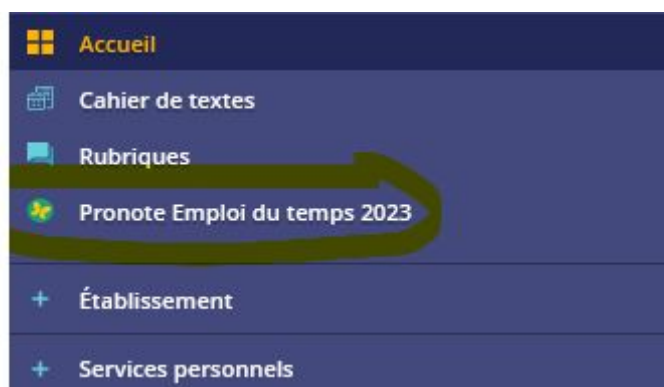 Accueil
Cahier de textes
Rubriques
Pronote Emploi du temps 2023
+ Établissement
+ Services personnels